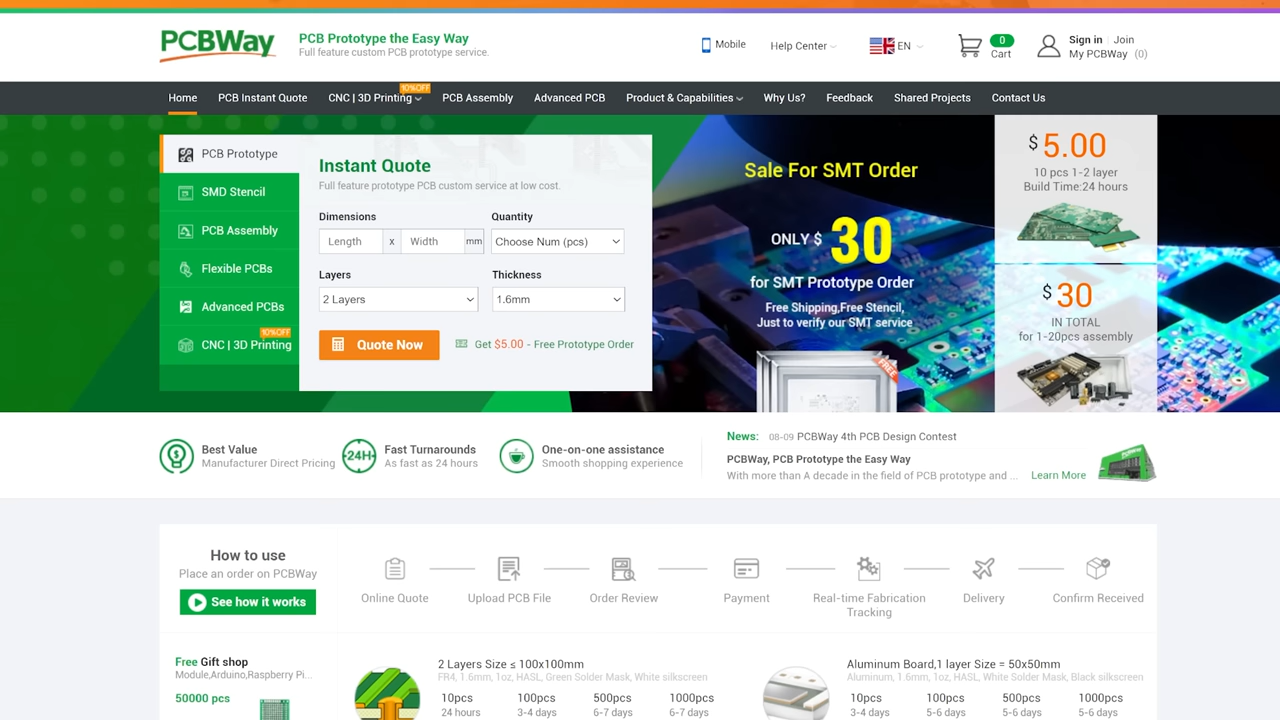 PCBWay
PCB Prototype the Easy Way
Full feature custom PCB prototype service.
Mobile
Help Center
EN
0
Cart
Sign in | Join
My PCBWay (0)
Home
PCB Instant Quote
CNC | 3D Printing
10%OFF
PCB Assembly
Advanced PCB
Product & Capabilities
Why Us?
Feedback
Shared Projects
Contact Us
PCB Prototype
SMD Stencil
PCB Assembly
Flexible PCBs
Advanced PCBs
10%OFF
CNC | 3D Printing
Instant Quote
Full feature prototype PCB custom service at low cost.
Dimensions
Quantity
Length x Width mm
Choose Num (pcs)
Layers
Thickness
2 Layers
1.6mm
Quote Now
Get $5.00 - Free Prototype Order
Sale For SMT Order
ONLY $ 30
for SMT Prototype Order
Free Shipping,Free Stencil,
Just to verify our SMT service
FREE
$ 5.00
10 pcs 1-2 layer
Build Time:24 hours
$ 30
IN TOTAL
for 1-20pcs assembly
Best Value
Manufacturer Direct Pricing
24H
Fast Turnarounds
As fast as 24 hours
One-on-one assistance
Smooth shopping experience
News: 08-09 PCBWay 4th PCB Design Contest
PCBWay, PCB Prototype the Easy Way
With more than A decade in the field of PCB prototype and ... Learn More
How to use
Place an order on PCBWay
See how it works
Online Quote
Upload PCB File
Order Review
Payment
Real-time Fabrication
Tracking
Delivery
Confirm Received
Free Gift shop
Module,Arduino,Raspberry Pi...
50000 pcs
2 Layers Size ≤ 100x100mm
FR4, 1.6mm, 1oz, HASL, Green Solder Mask, White silkscreen
10pcs 100pcs 500pcs 1000pcs
24 hours 3-4 days 6-7 days 6-7 days
Aluminum Board,1 layer Size = 50x50mm
Aluminum, 1.6mm, 1oz, HASL, White Solder Mask, Black silkscreen
10pcs 100pcs 500pcs 1000pcs
3-4 days 5-6 days 5-6 days 5-6 days